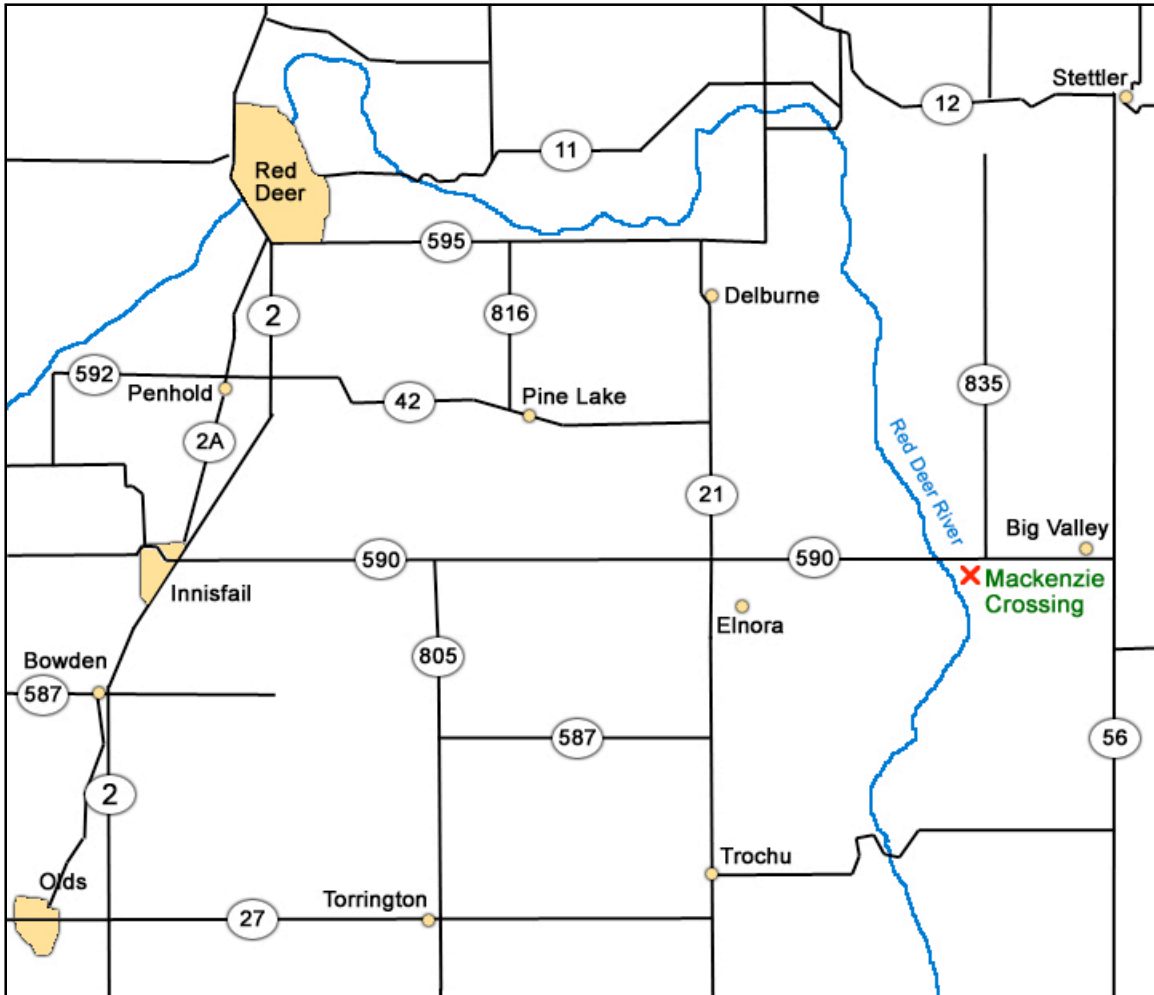 Stettler
12
11
Red
Deer
595
Delburne
2
816
592
Penhold
42
Pine Lake
835
2A
21
Red Deer River
Big Valley
590
590
Mackenzie
Crossing
Innisfail
Elnora
805
Bowden
587
587
56
2
Trochu
Olds
Torrington
27